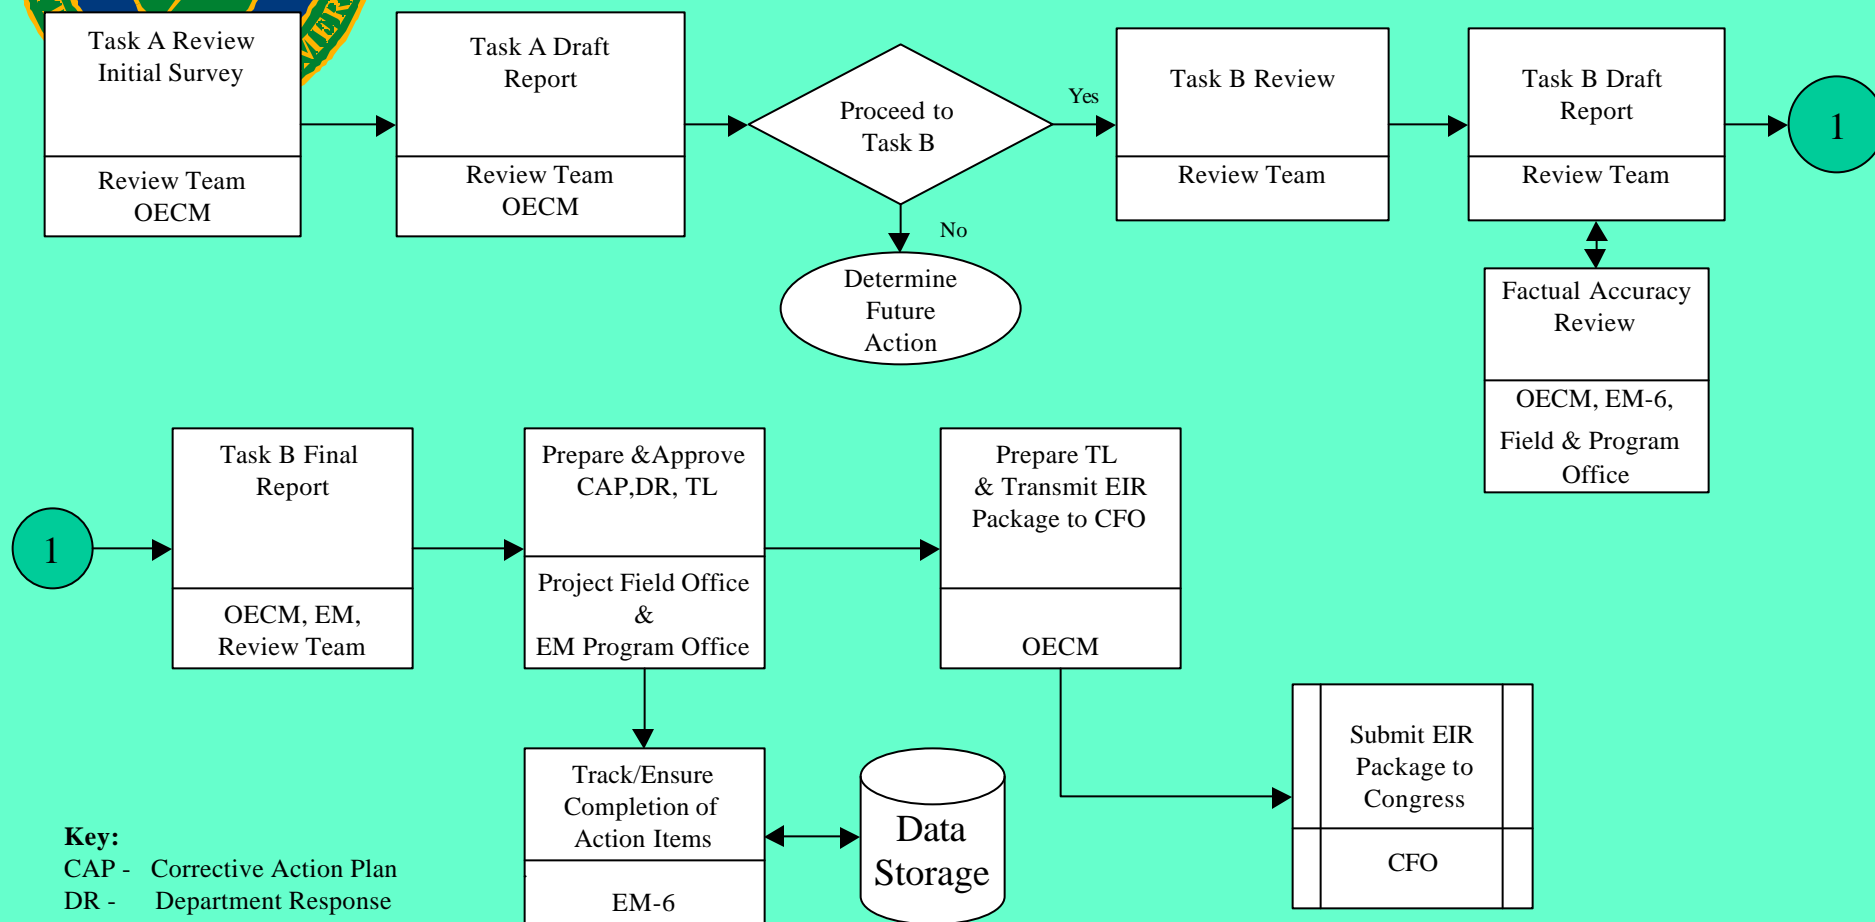 MER
Task A Review
Initial Survey
Review Team
OECM
Task A Draft
Report
Review Team
OECM
Proceed to
Task B
Yes
No
Determine
Future
Action
Task B Review
Review Team
Task B Draft
Report
Review Team
1
Factual Accuracy
Review
OECM, EM-6,
Field & Program
Office
1
Task B Final
Report
OECM, EM,
Review Team
Prepare &Approve
CAP,DR, TL
Project Field Office
&
EM Program Office
Prepare TL
& Transmit EIR
Package to CFO
OECM
Track/Ensure
Completion of
Action Items
EM-6
Data
Storage
Submit EIR
Package to
Congress
CFO
Key:
CAP - Corrective Action Plan
DR - Department Response